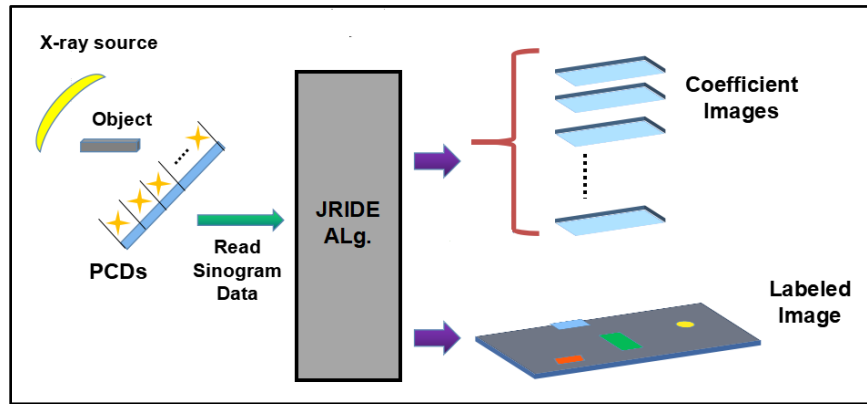 X-ray source
Object
PCDs
Read
Sinogram
Data
JRIDE
ALg.
Coefficient
Images
Labeled
Image